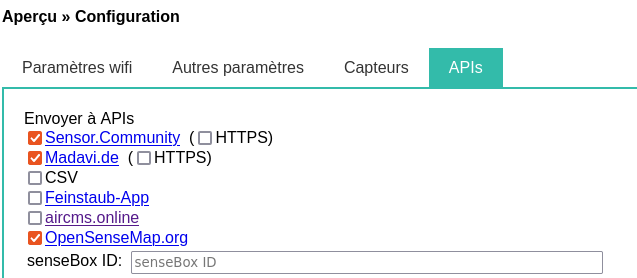 Aperçu » Configuration
Paramètres wifi Autres paramètres Capteurs APIs
Envoyer à APIs
Sensor.Community ( HTTPS)
Madavi.de ( HTTPS)
CSV
Feinstaub-App
aircms.online
OpenSenseMap.org
senseBox ID: senseBox ID